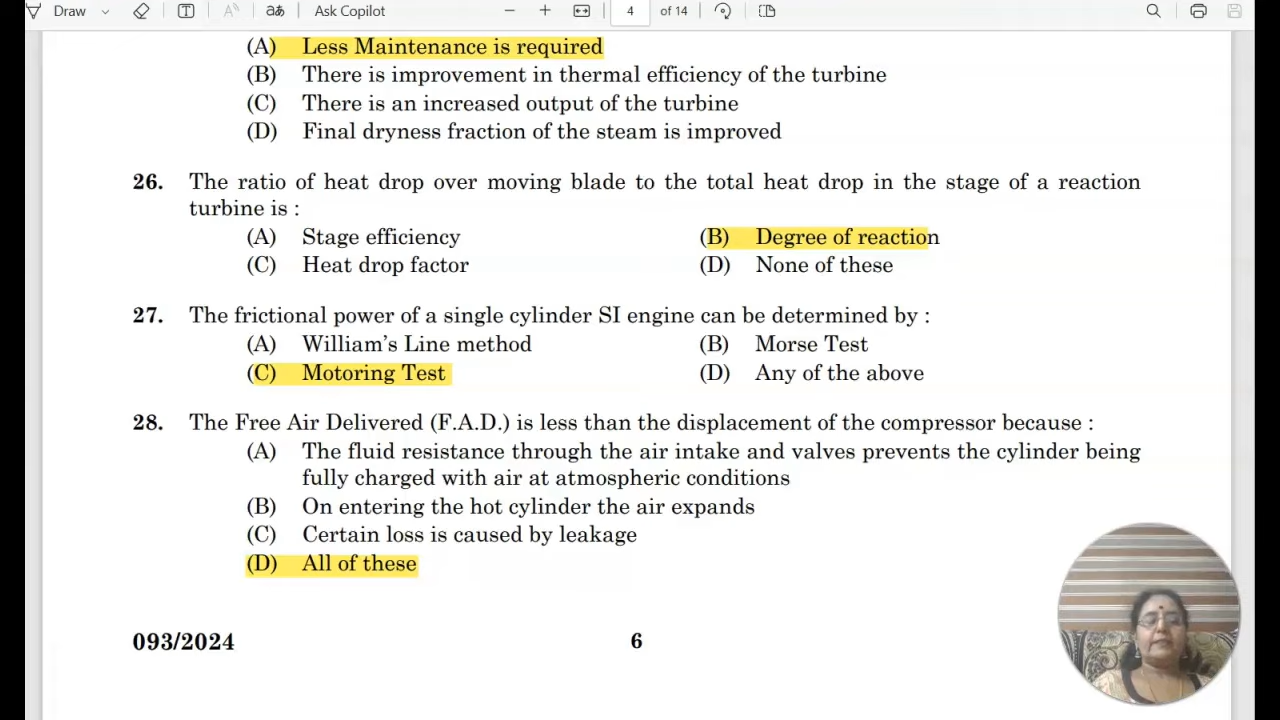 Draw
Ask Copilot
4 of 14
(A) Less Maintenance is required
(B) There is improvement in thermal efficiency of the turbine
(C) There is an increased output of the turbine
(D) Final dryness fraction of the steam is improved
26. The ratio of heat drop over moving blade to the total heat drop in the stage of a reaction
turbine is :
(A) Stage efficiency (B) Degree of reaction
(C) Heat drop factor (D) None of these
27. The frictional power of a single cylinder SI engine can be determined by :
(A) William's Line method (B) Morse Test
(C) Motoring Test (D) Any of the above
28. The Free Air Delivered (F.A.D.) is less than the displacement of the compressor because :
(A) The fluid resistance through the air intake and valves prevents the cylinder being
fully charged with air at atmospheric conditions
(B) On entering the hot cylinder the air expands
(C) Certain loss is caused by leakage
(D) All of these
093/2024 6